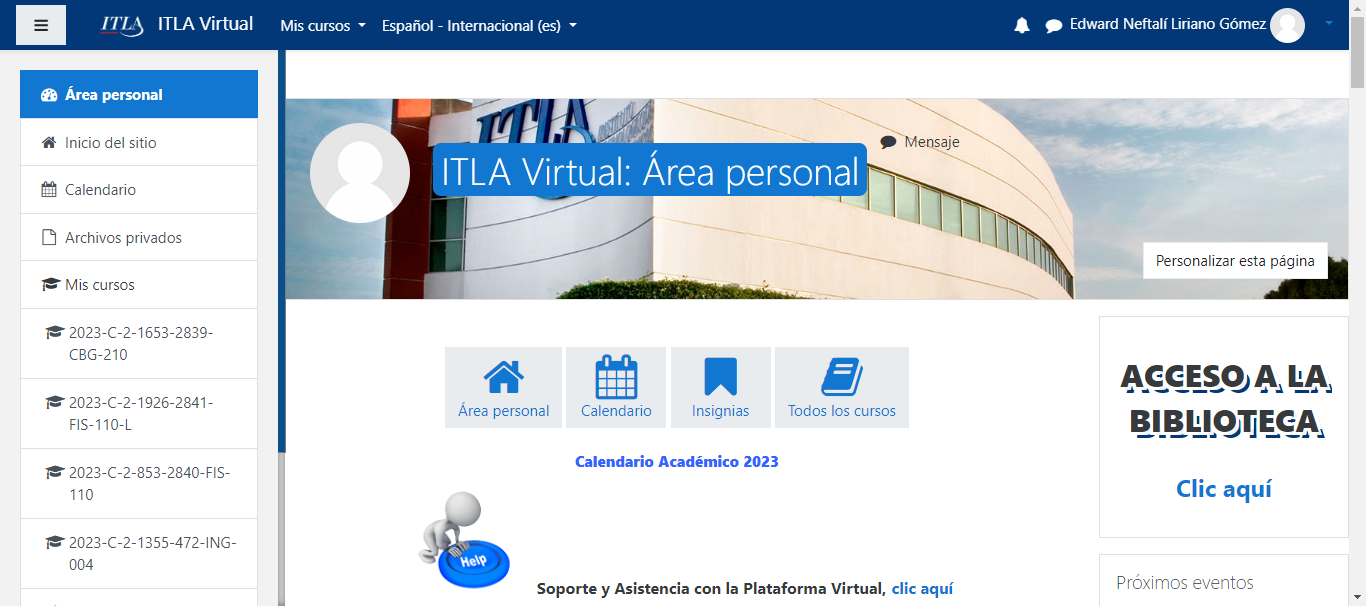 ITLA
ITLA Virtual
Mis cursos
Español - Internacional (es)
Edward Neftalí Liriano Gómez
Área personal
Inicio del sitio
Calendario
Archivos privados
Mis cursos
2023-C-2-1653-2839-
CBG-210
2023-C-2-1926-2841-
FIS-110-L
2023-C-2-853-2840-FIS-
110
2023-C-2-1355-472-ING-
004
ITLA
ITLA Virtual: Área personal
Mensaje
Personalizar esta página
Área personal
Calendario
Insignias
Todos los cursos
Calendario Académico 2023
Help
Soporte y Asistencia con la Plataforma Virtual, clic aquí
ACCESO A LA
BIBLIOTECA
Clic aquí
Próximos eventos